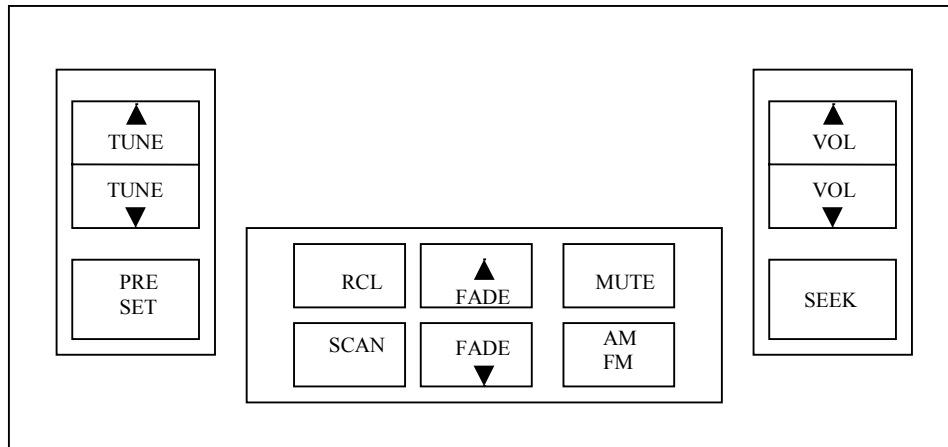 TUNE
TUNE
PRE
SET
RCL
FADE
MUTE
SCAN
FADE
AM
FM
VOL
VOL
SEEK